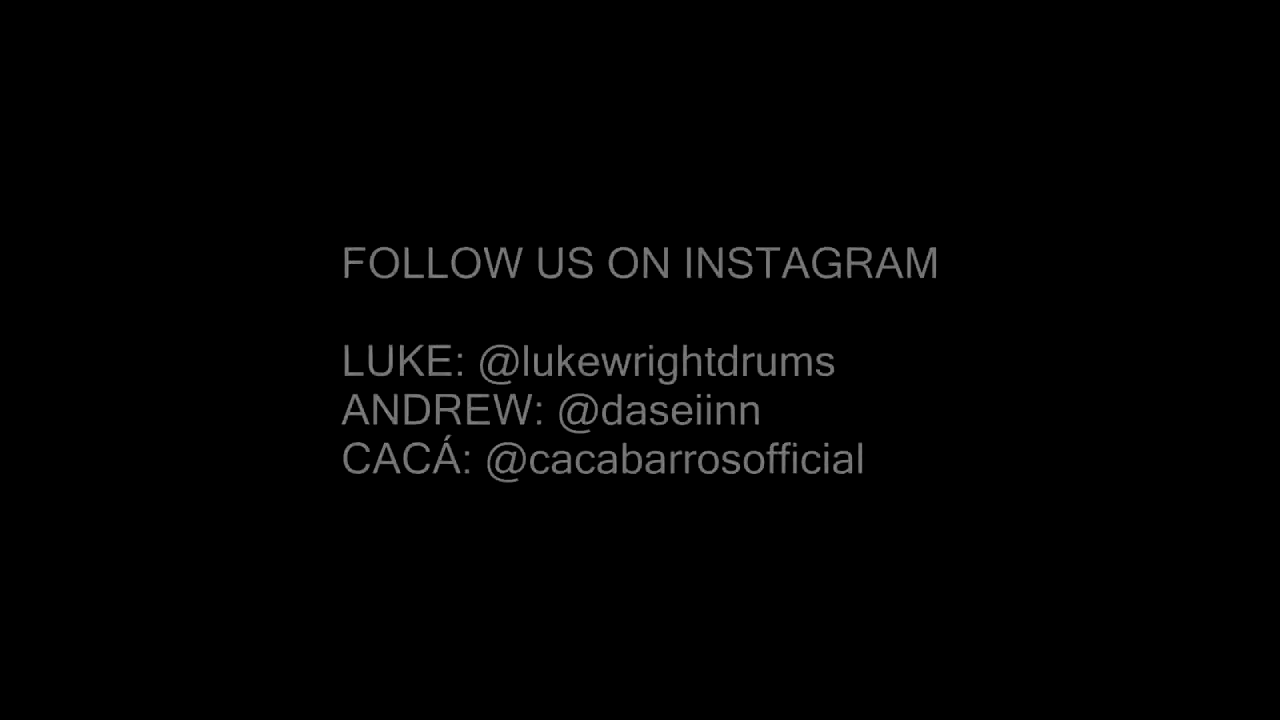 FOLLOW US ON INSTAGRAM
LUKE: @lukewrightdrums
ANDREW: @daseiinn
CACÁ: @cacabarrosofficial